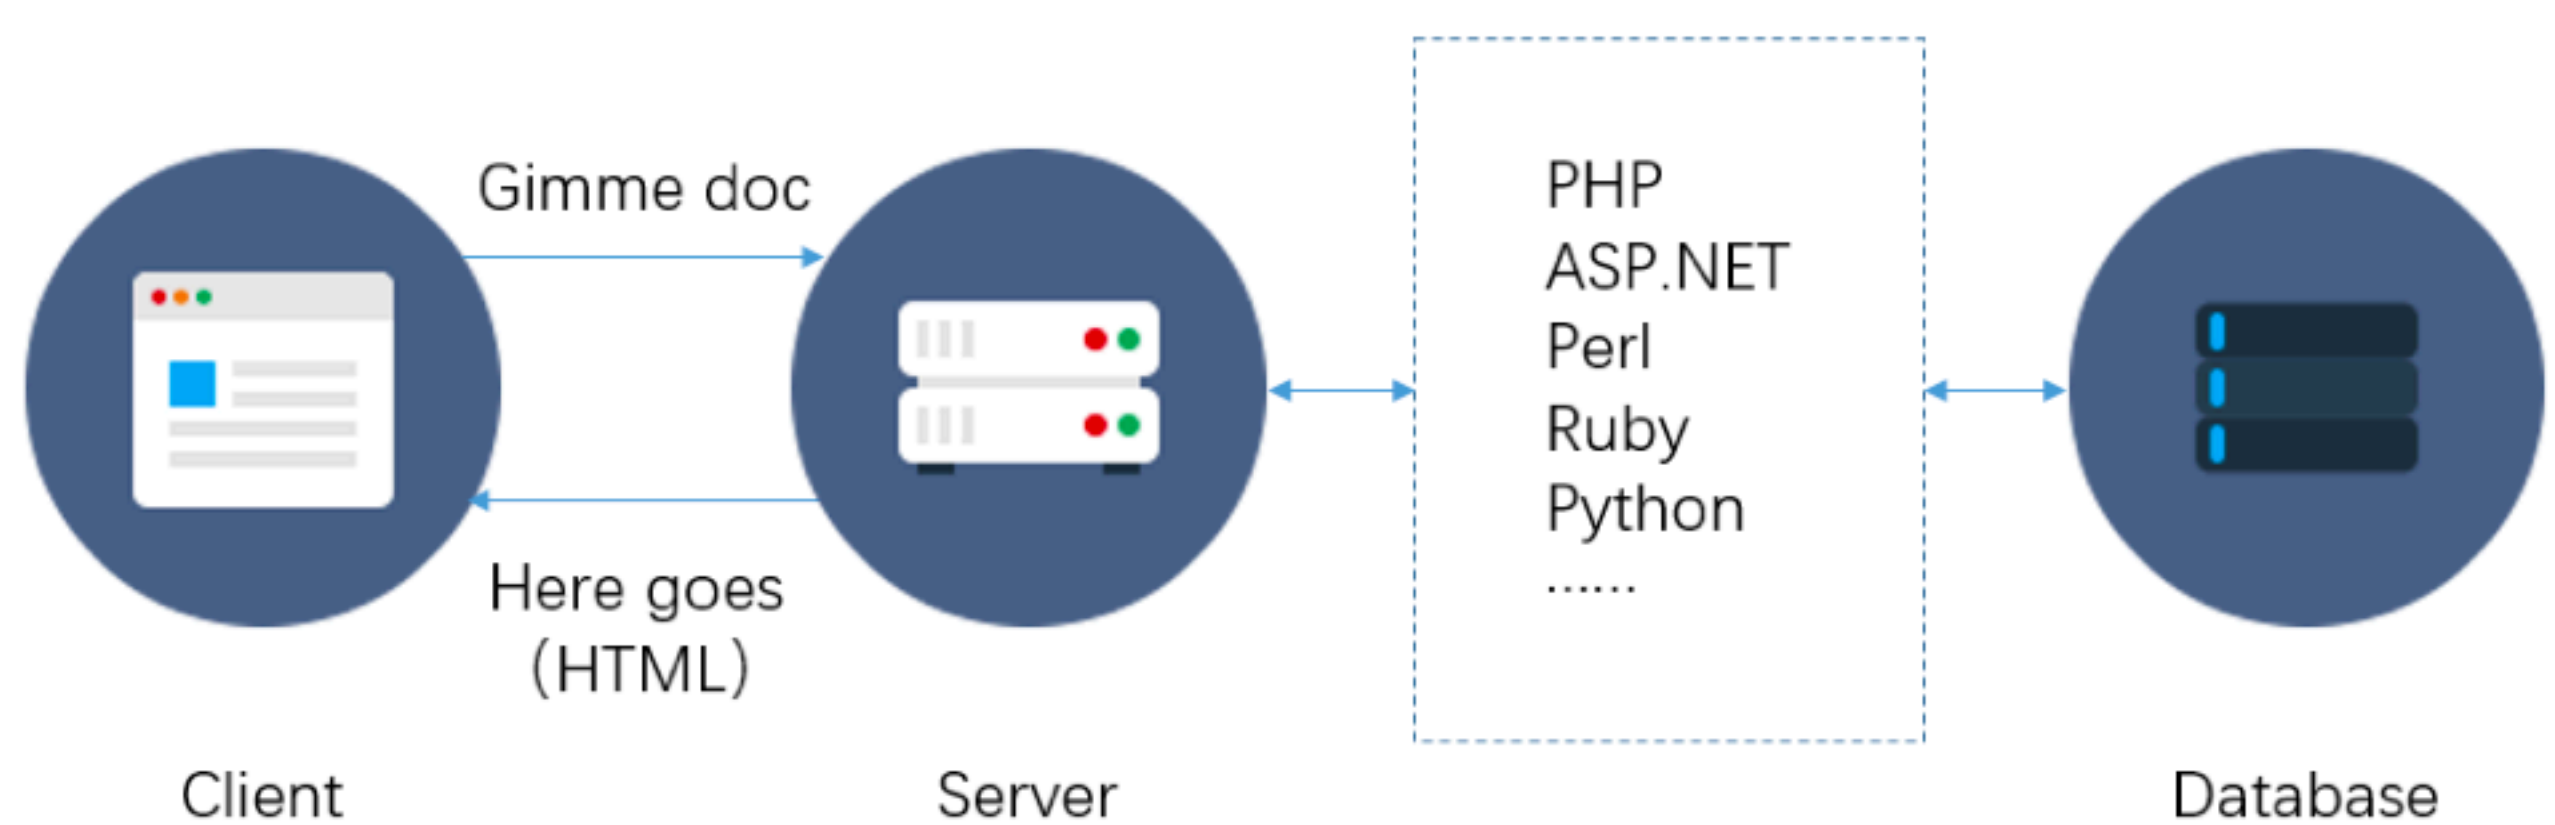 Gimme doc
Here goes
(HTML)
PHP
ASP.NET
Perl
Ruby
Python
......
Client
Server
Database